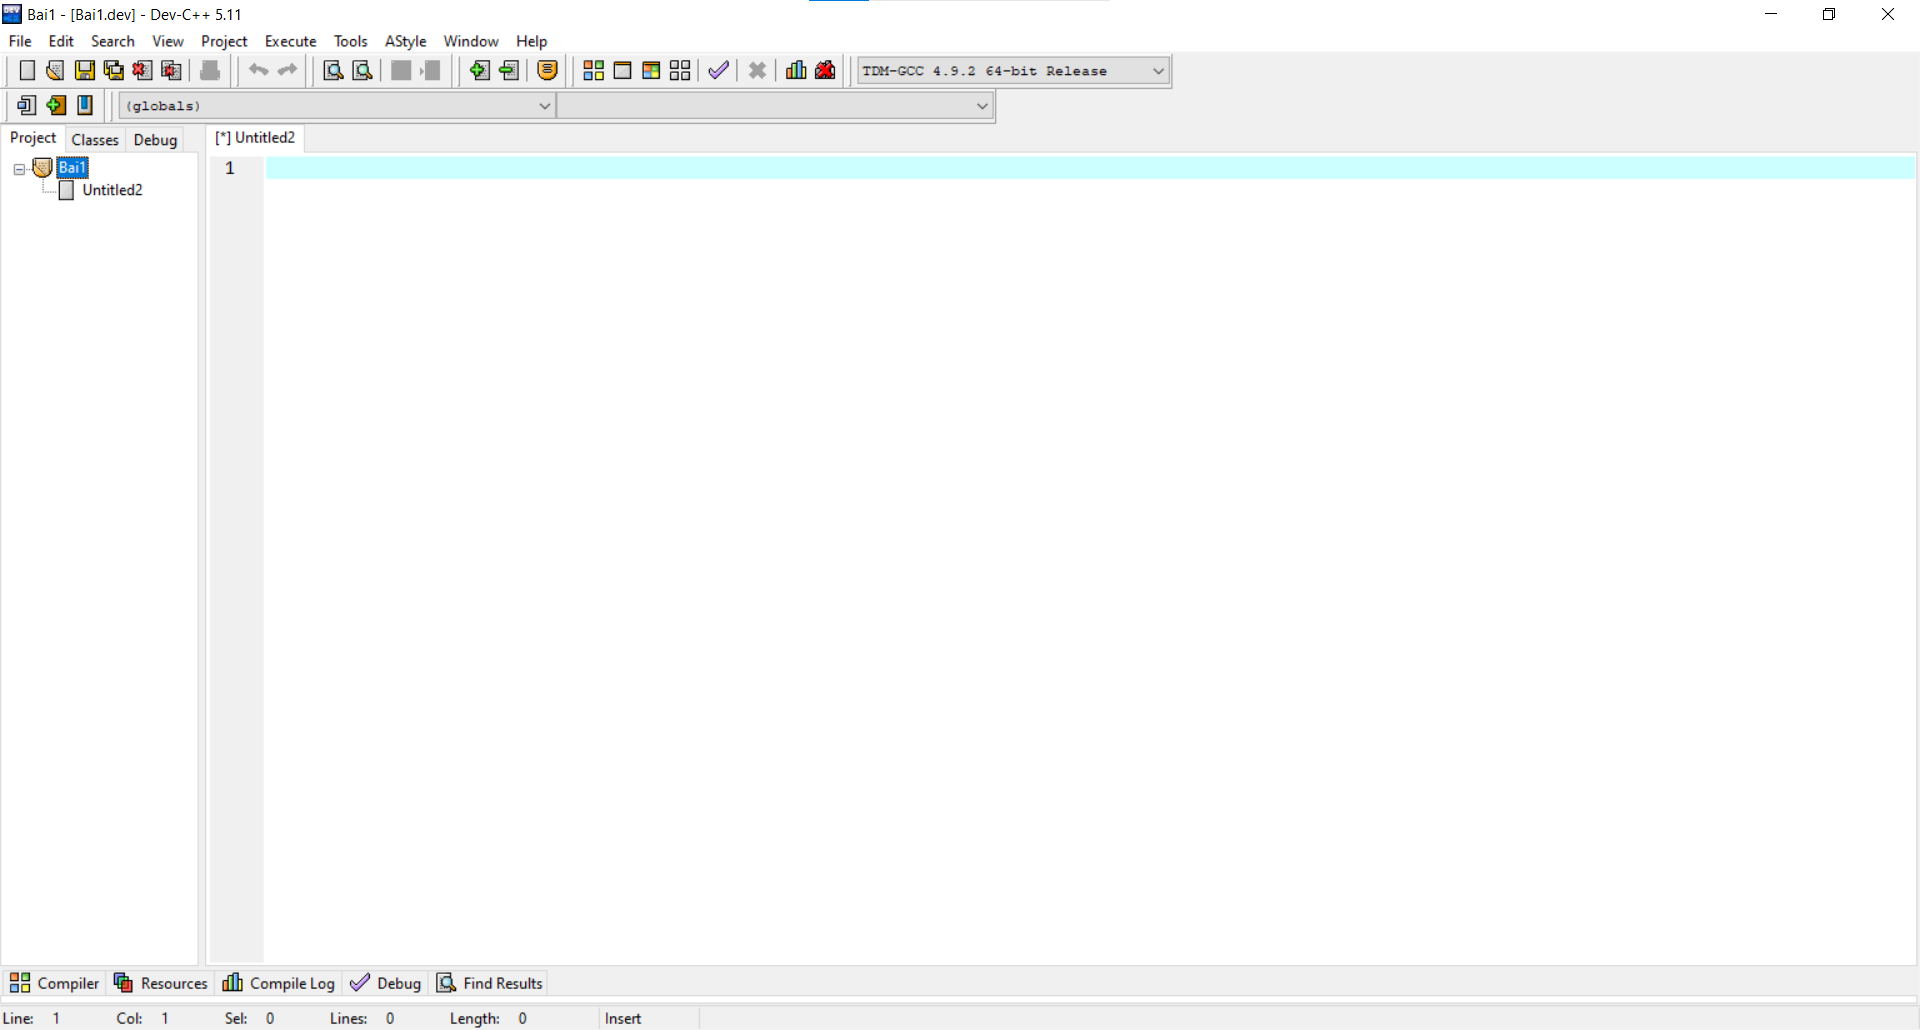 Bai1 - [Bai1.dev] - Dev-C++ 5.11
File Edit Search View Project Execute Tools AStyle Window Help
TDM-GCC 4.9.2 64-bit Release
(globals)
Project Classes Debug
[*] Untitled2
Bai1
Untitled2
1
Compiler Resources Compile Log Debug Find Results
Line: 1 Col: 1 Sel: 0 Lines: 0 Length: 0 Insert